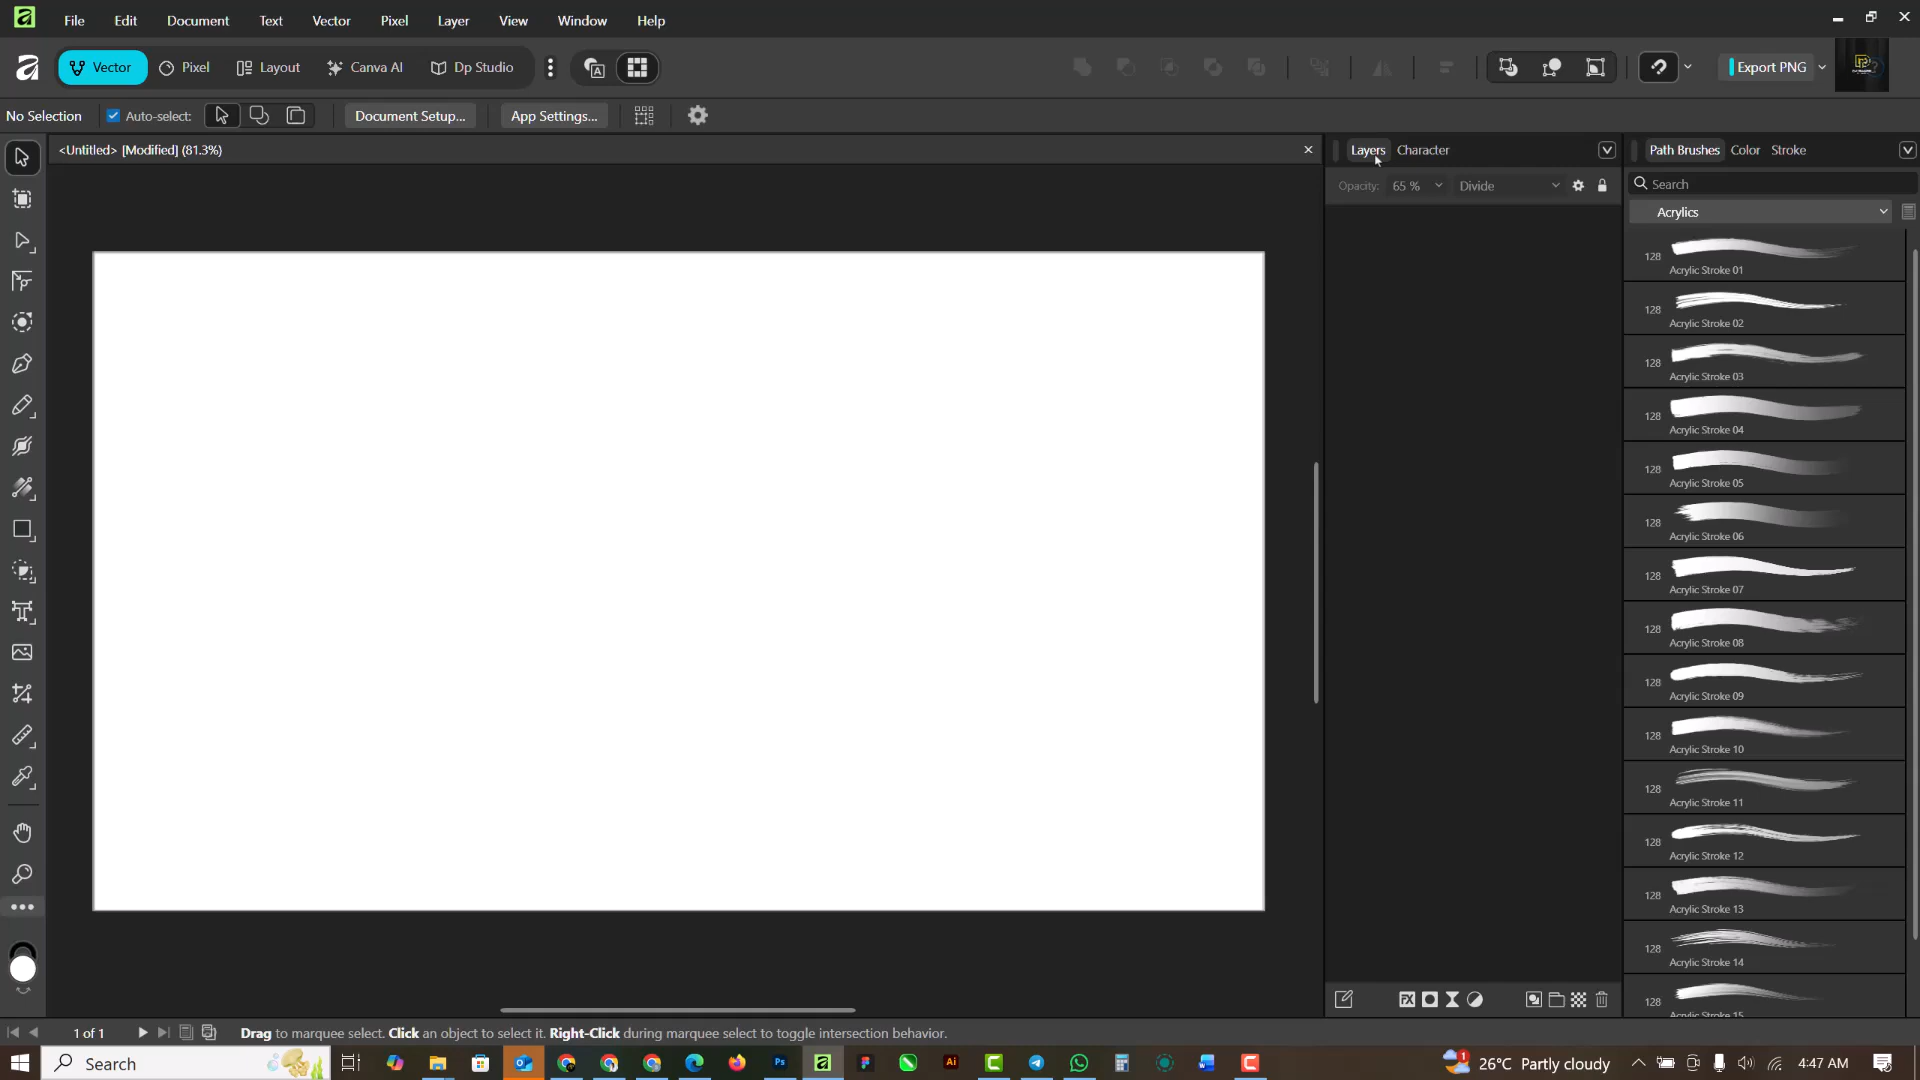 File Edit Document Text Vector Pixel Layer View Window Help
Vector Pixel Layout Canva AI Dp Studio Export PNG
No Selection Auto-select: Document Setup... App Settings...
<Untitled> [Modified] (81.3%)
Layers Character
Opacity: 65 % Divide
Path Brushes Color Stroke
Search
Acrylics
128 Acrylic Stroke 01
128 Acrylic Stroke 02
128 Acrylic Stroke 03
128 Acrylic Stroke 04
128 Acrylic Stroke 05
128 Acrylic Stroke 06
128 Acrylic Stroke 07
128 Acrylic Stroke 08
128 Acrylic Stroke 09
128 Acrylic Stroke 10
128 Acrylic Stroke 11
128 Acrylic Stroke 12
128 Acrylic Stroke 13
128 Acrylic Stroke 14
128 Acrylic Stroke 15
1 of 1 Drag to marquee select. Click an object to select it. Right-Click during marquee select to toggle intersection behavior.
Search 26°C Partly cloudy 4:47 AM